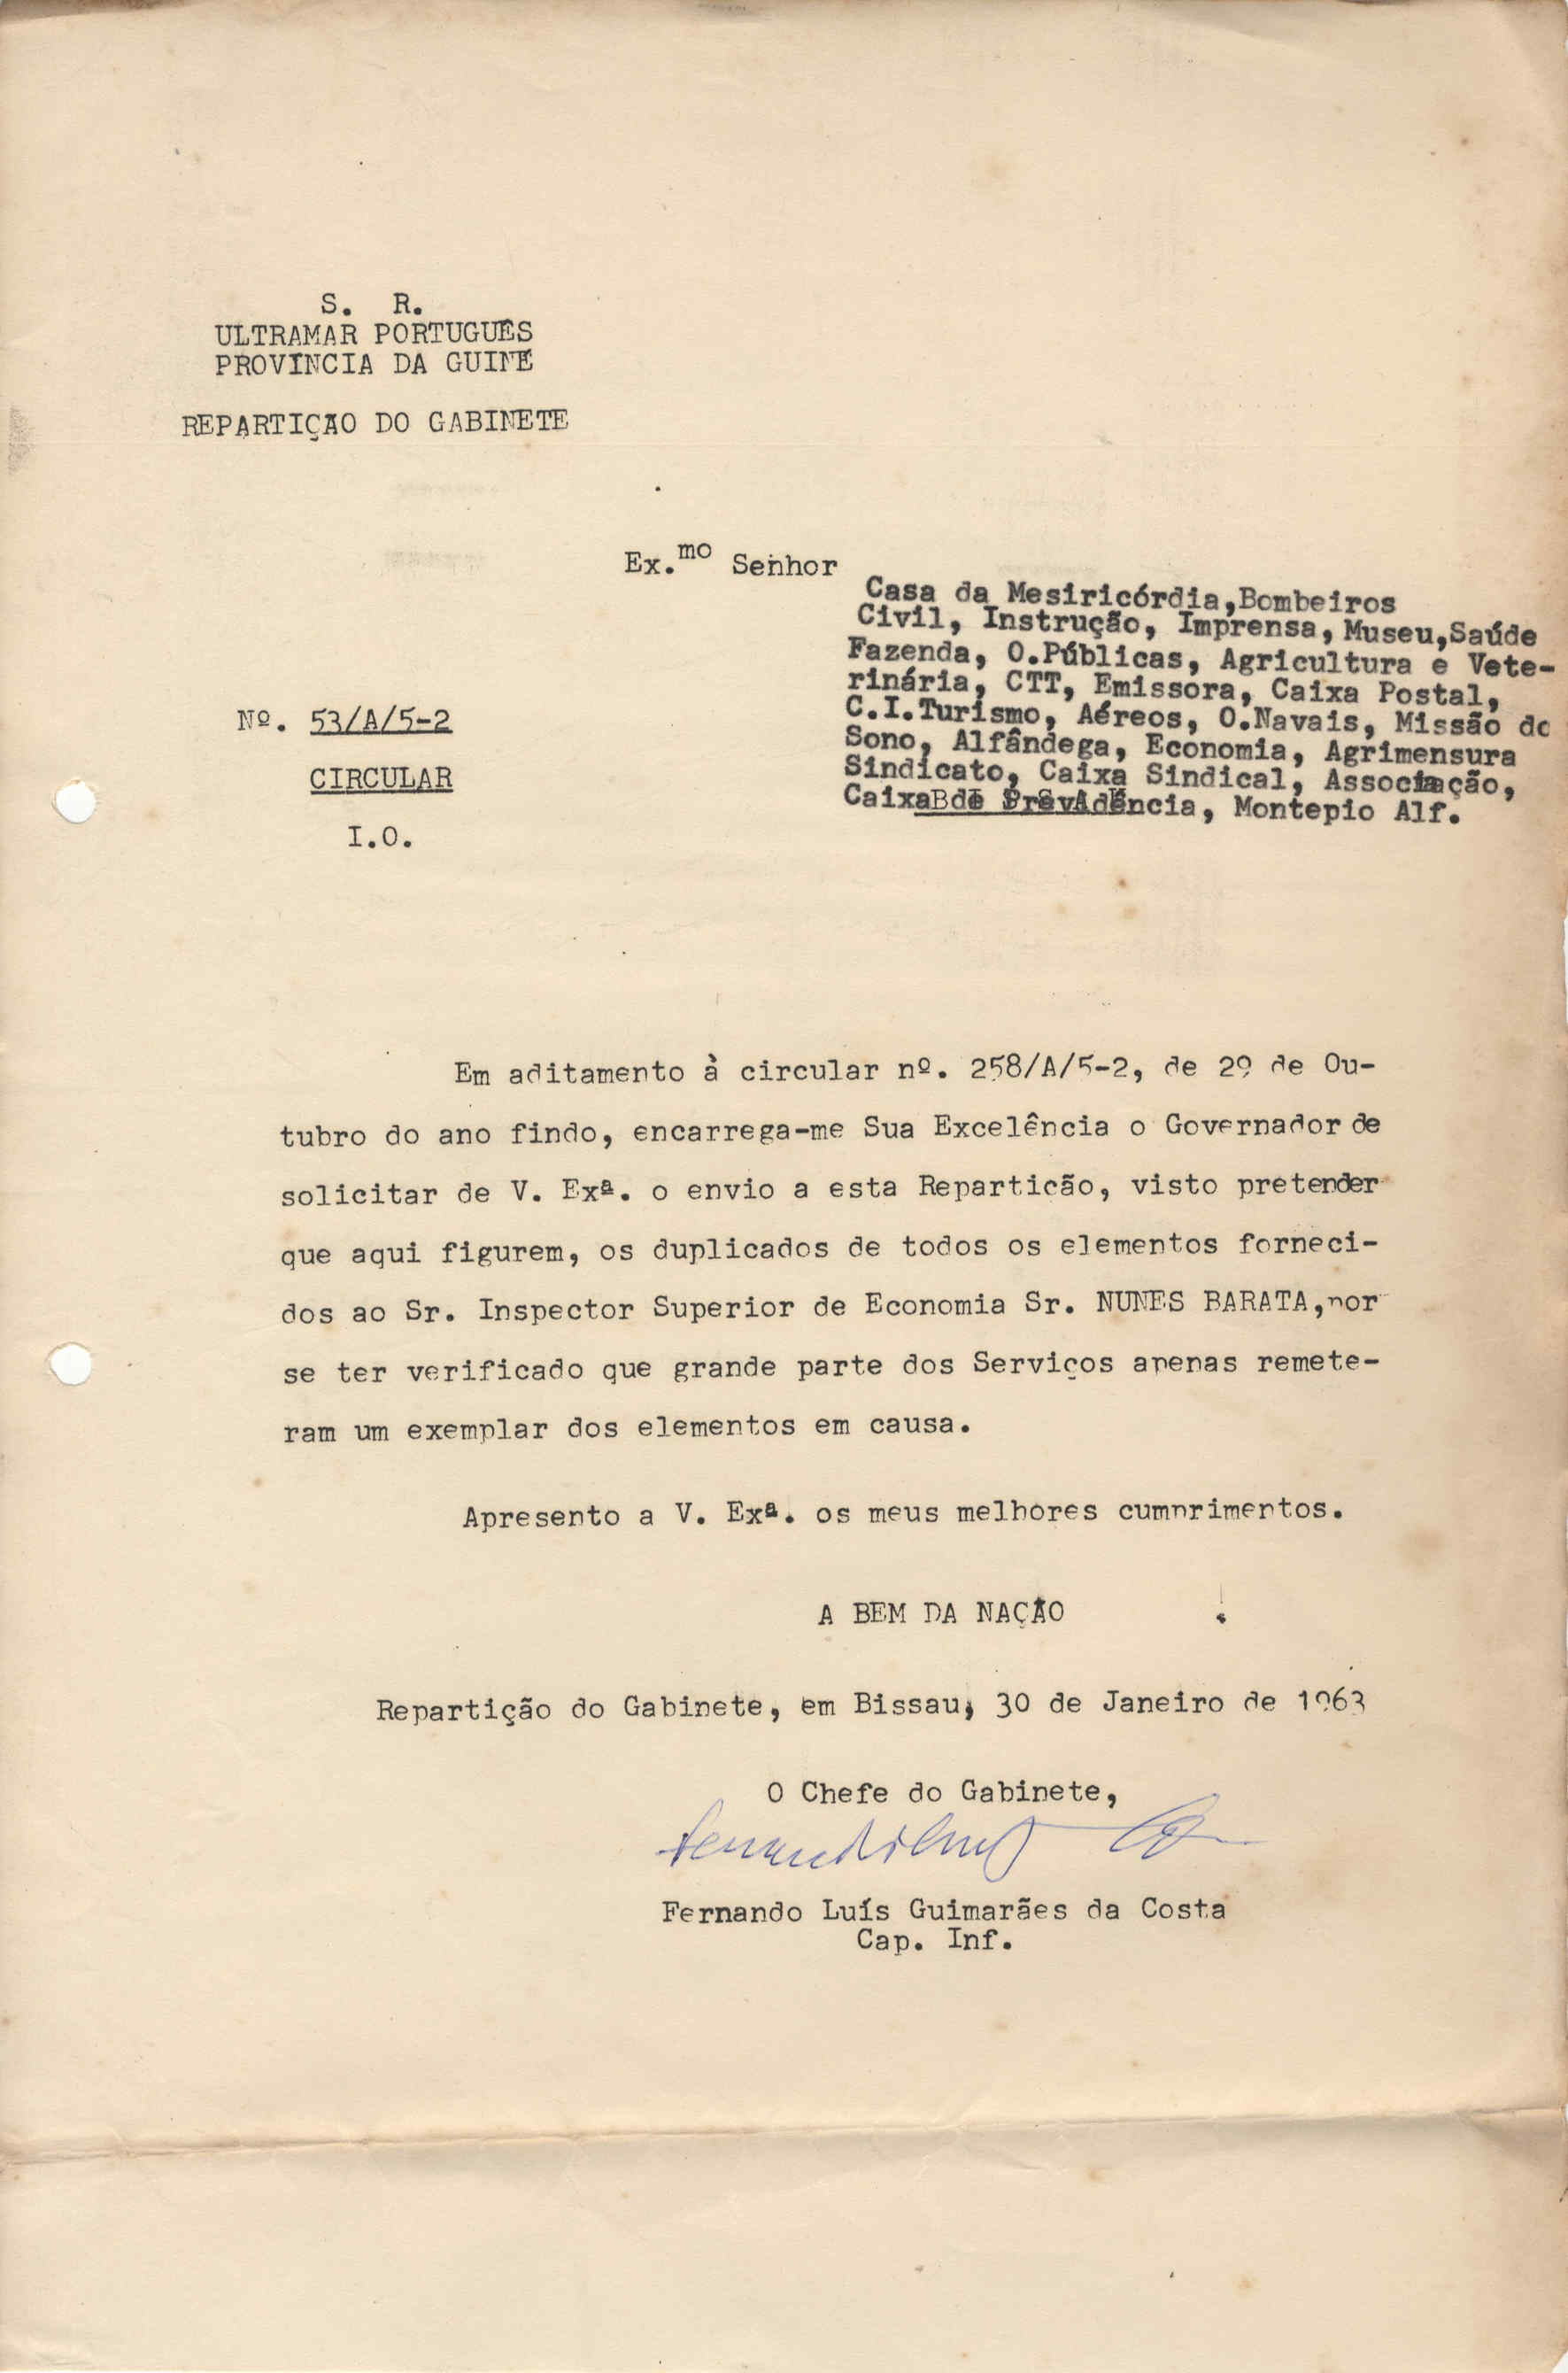 S. R.
ULTRAMAR PORTUGUÊS
PROVÍNCIA DA GUINÉ
REPARTIÇÃO DO GABINETE
Ex.mo Senhor
Casa da Mesiricórdia,Bombeiros
Civil, Instrução, Imprensa, Museu,Saúde
Fazenda, O.Públicas, Agricultura e Vete-
rinária, CTT, Emissora, Caixa Postal,
C.I.Turismo, Aéreos, O.Navais, Missão do
Sono, Alfândega, Economia, Agrimensura
Sindicato, Caixa Sindical, Associação,
Caixa de Previdência, Montepio Alf.
BISSAU
Nº. 53/A/5-2
CIRCULAR
I.O.
Em aditamento à circular nº. 258/A/5-2, de 29 de Ou-
tubro do ano findo, encarrega-me Sua Excelência o Governador de
solicitar de V. Exª. o envio a esta Repartição, visto pretender
que aqui figurem, os duplicados de todos os elementos forneci-
dos ao Sr. Inspector Superior de Economia Sr. NUNES BARATA,por
se ter verificado que grande parte dos Serviços apenas remete-
ram um exemplar dos elementos em causa.
Apresento a V. Exª. os meus melhores cumprimentos.
A BEM DA NAÇÃO
Repartição do Gabinete, em Bissau, 30 de Janeiro de 1963
O Chefe do Gabinete,
Fernando Luís Guimarães da Costa
Cap. Inf.